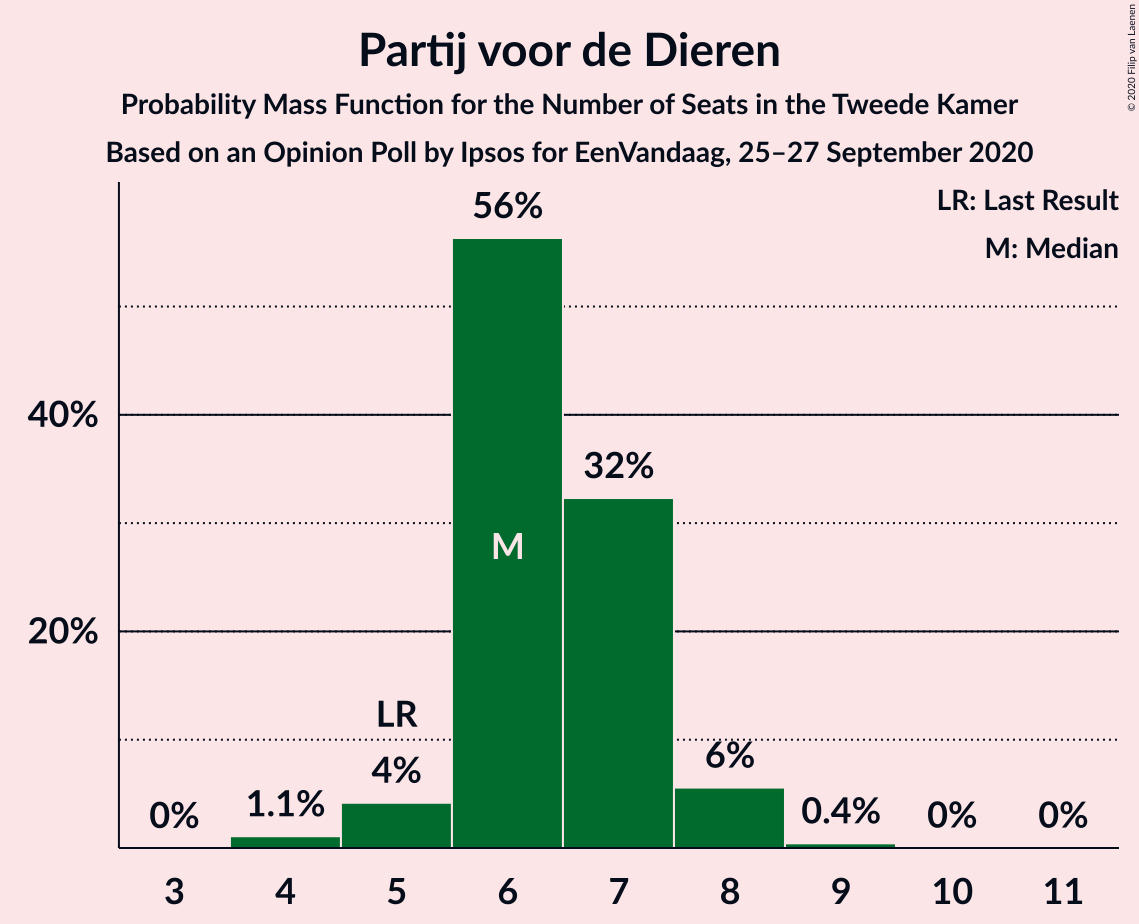 Partij voor de Dieren
Probability Mass Function for the Number of Seats in the Tweede Kamer
Based on an Opinion Poll by Ipsos for EenVandaag, 25–27 September 2020
© 2020 Filip van Laenen
LR: Last Result
M: Median
56%
40%
32%
M
20%
LR
6%
4%
1.1%
0.4%
0%
0%
0%
3 4 5 6 7 8 9 10 11